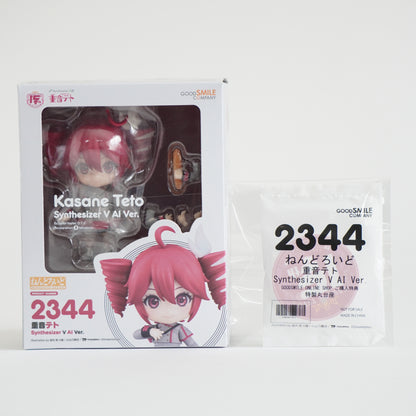 重音テト
GOOD SMILE
COMPANY
Kasane Teto
Synthesizer V AI Ver.
ねんどろいど
2344
重音テト
Synthesizer V AI Ver.
GOOD SMILE
COMPANY
2344
ねんどろいど
重音テト
Synthesizer V AI Ver.
GOODSMILE ONLINE SHOP ご購入特典
特製丸台座
NOT FOR SALE
MADE IN CHINA